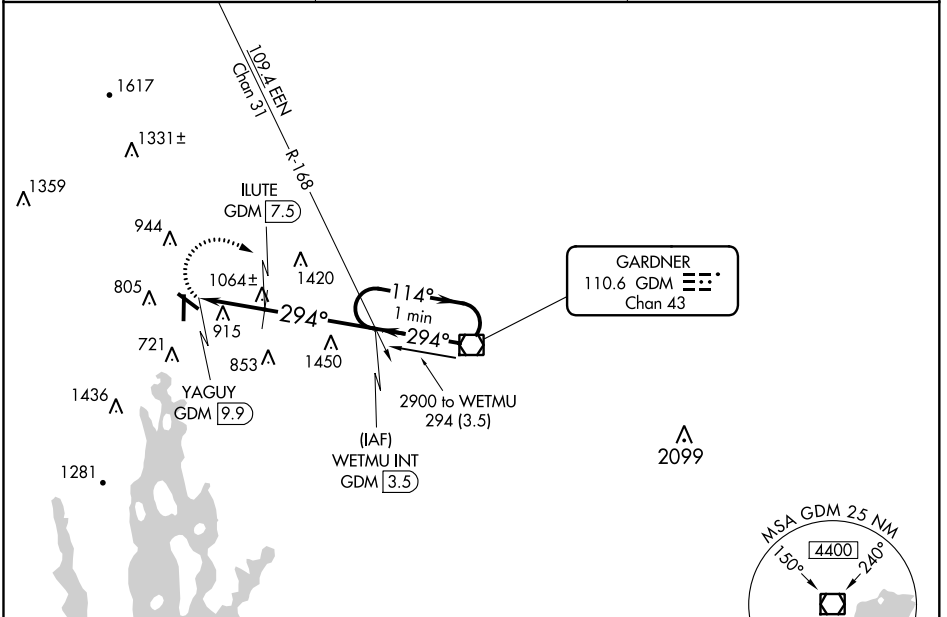 109.4 EEN
Chan 31
R-168
1617
1331±
1359
ILUTE
GDM 7.5
944
1420
1064±
805
GARDNER
110.6 GDM
Chan 43
114°
1 min
294°
294°
915
721
853
1450
YAGUY
GDM 9.9
2900 to WETMU
294 (3.5)
1436
(IAF)
WETMU INT
GDM 3.5
2099
1281
MSA GDM 25 NM
150°
4400
240°